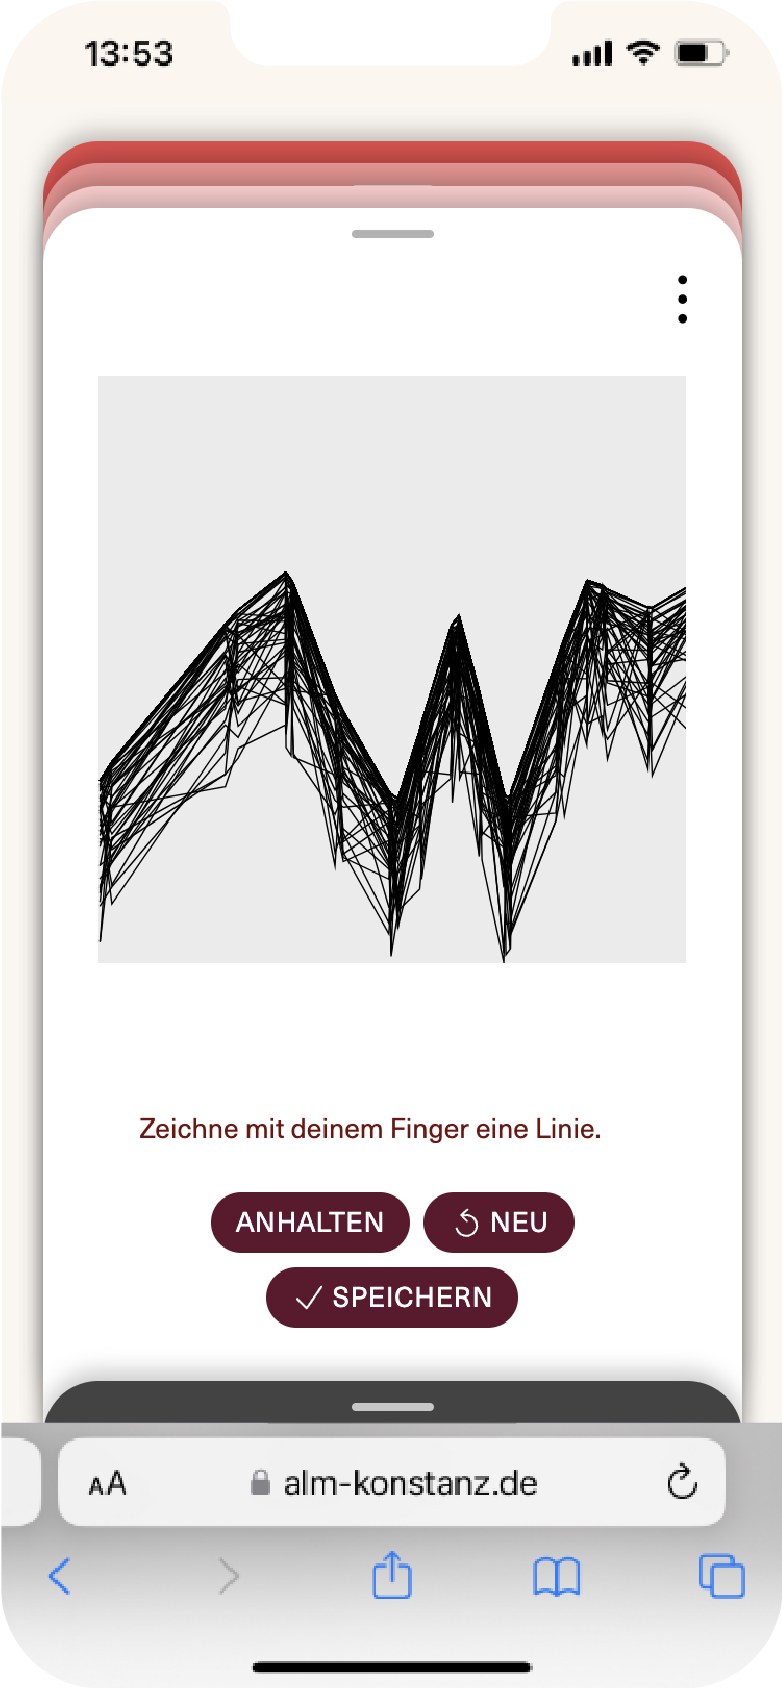 13:53
Zeichne mit deinem Finger eine Linie.
ANHALTEN
NEU
SPEICHERN
AA alm-konstanz.de